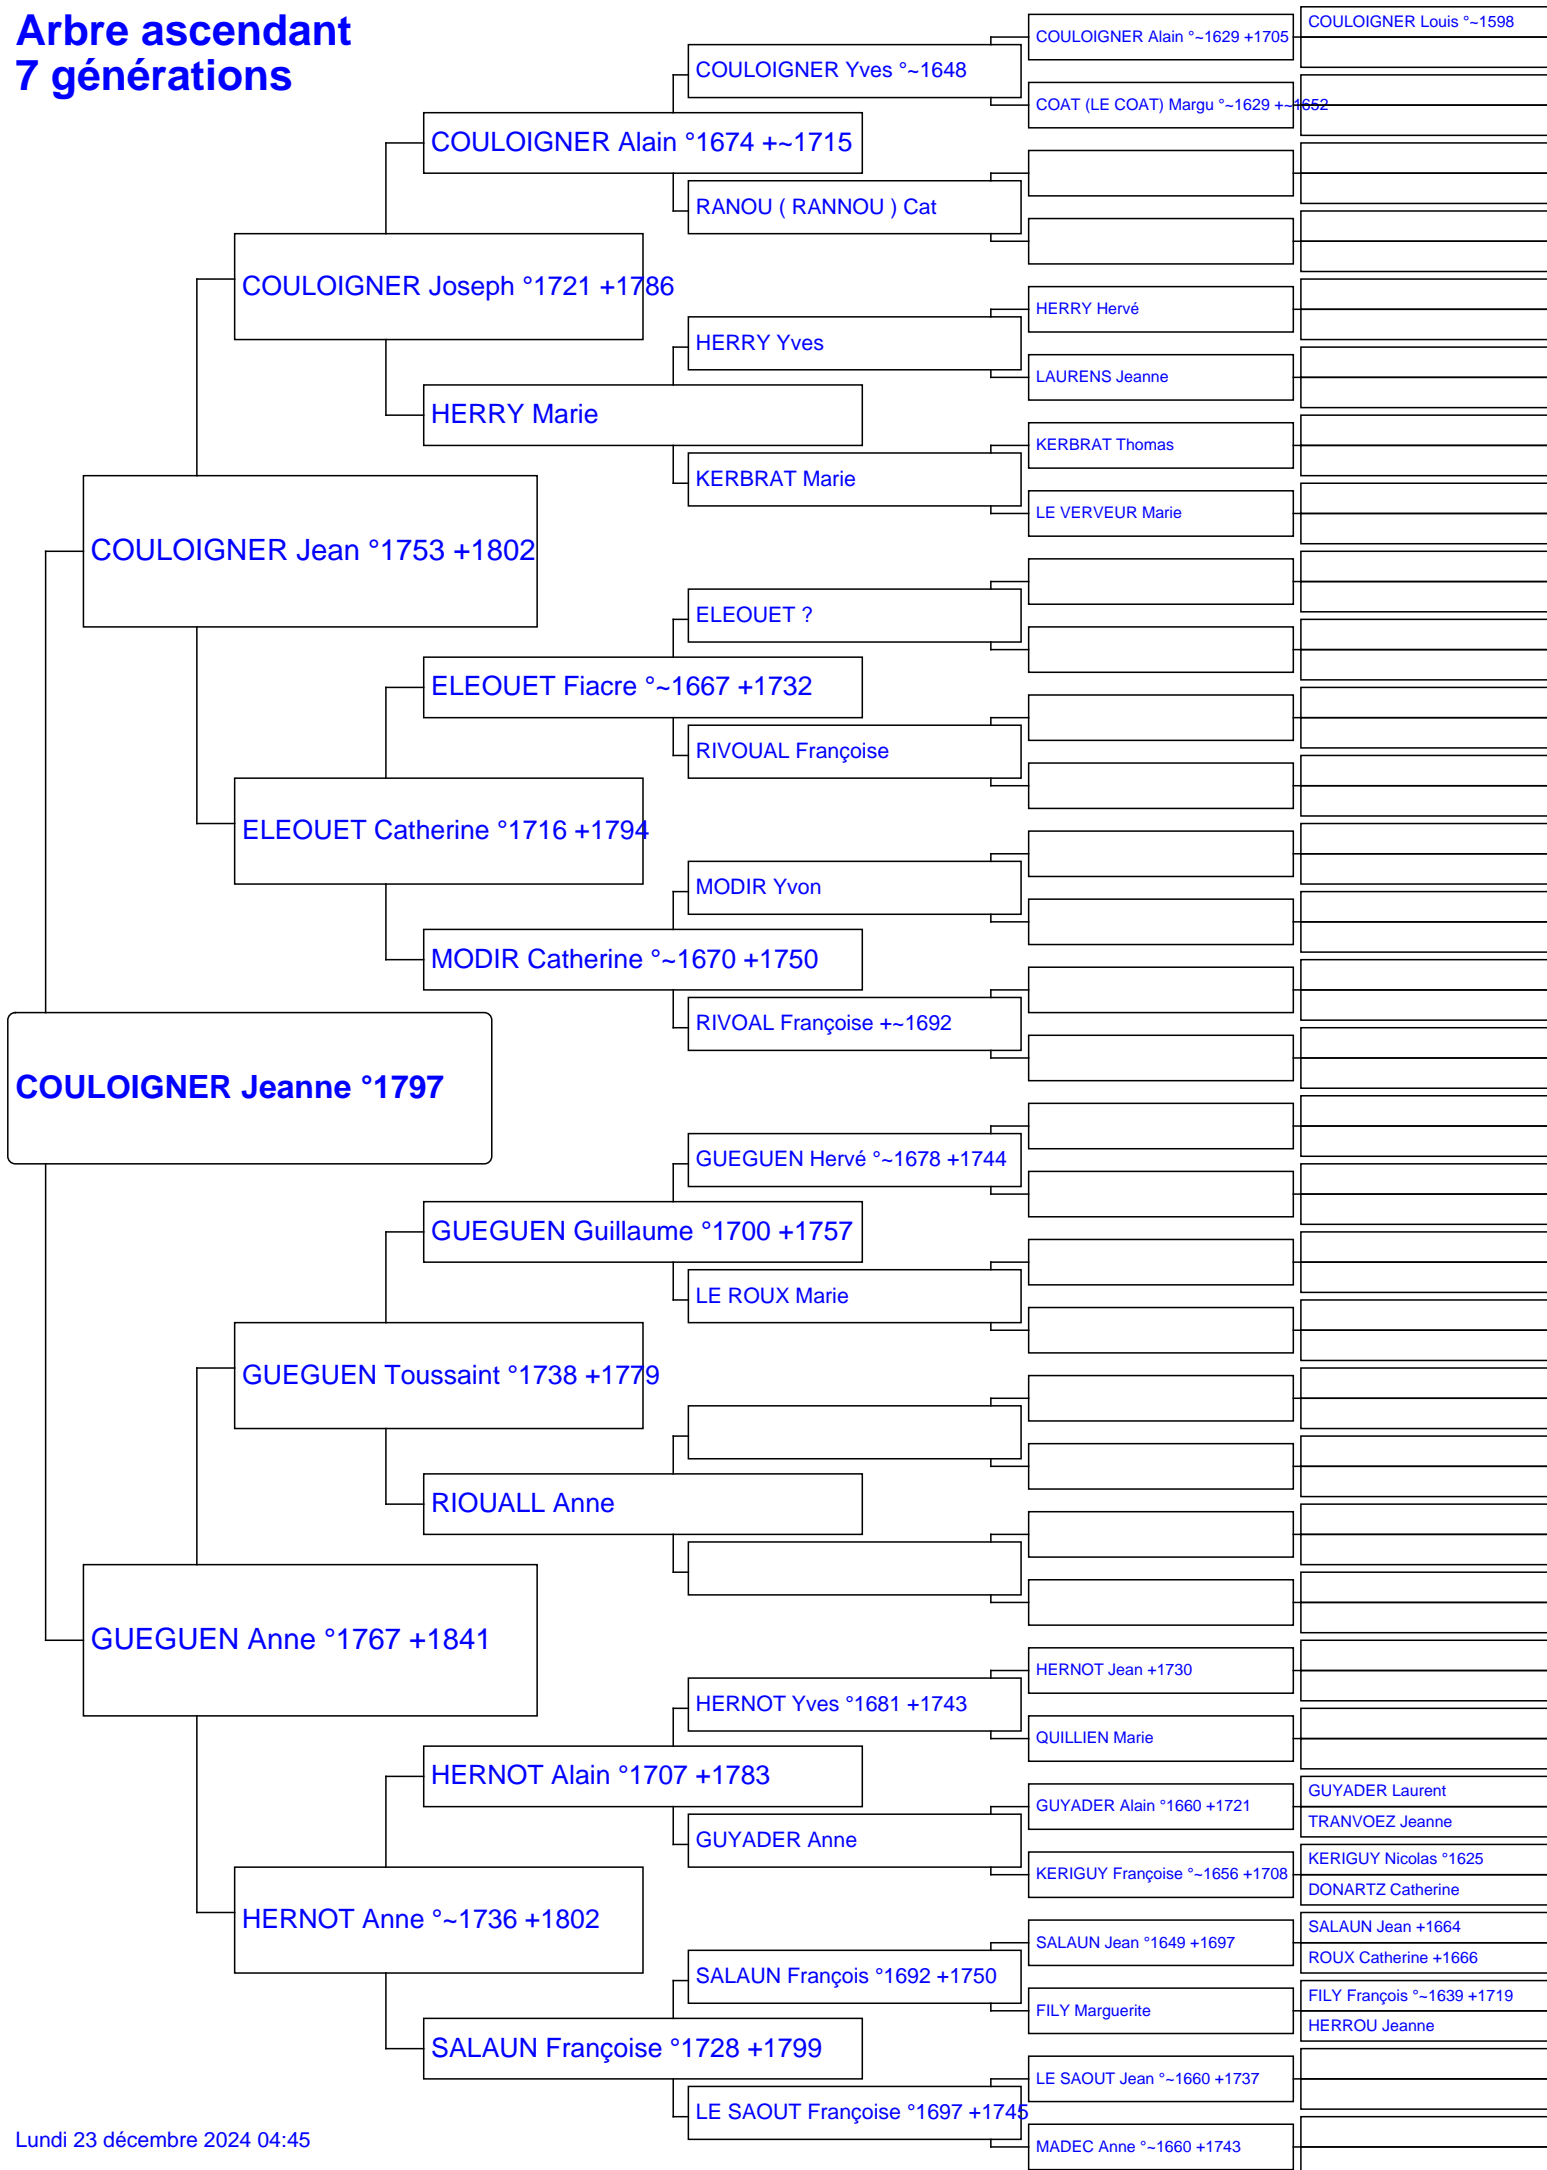 Arbre ascendant
7 générations
COULOIGNER Louis °~1598
COULOIGNER Alain °~1629 +1705
COULOIGNER Yves °~1648
COAT (LE COAT) Margu °~1629 +~1652
COULOIGNER Alain °1674 +~1715
RANOU ( RANNOU ) Cat
COULOIGNER Joseph °1721 +1786
HERRY Hervé
HERRY Yves
LAURENS Jeanne
HERRY Marie
KERBRAT Thomas
KERBRAT Marie
LE VERVEUR Marie
COULOIGNER Jean °1753 +1802
ELEOUET ?
ELEOUET Fiacre °~1667 +1732
RIVOUAL Françoise
ELEOUET Catherine °1716 +1794
MODIR Yvon
MODIR Catherine °~1670 +1750
RIVOAL Françoise +~1692
COULOIGNER Jeanne °1797
GUEGUEN Hervé °~1678 +1744
GUEGUEN Guillaume °1700 +1757
LE ROUX Marie
GUEGUEN Toussaint °1738 +1779
RIOUALL Anne
GUEGUEN Anne °1767 +1841
HERNOT Jean +1730
HERNOT Yves °1681 +1743
QUILLIEN Marie
HERNOT Alain °1707 +1783
GUYADER Laurent
GUYADER Alain °1660 +1721
TRANVOEZ Jeanne
GUYADER Anne
KERIGUY Nicolas °1625
KERIGUY Françoise °~1656 +1708
DONARTZ Catherine
HERNOT Anne °~1736 +1802
SALAUN Jean +1664
SALAUN Jean °1649 +1697
ROUX Catherine +1666
SALAUN François °1692 +1750
FILY François °~1639 +1719
FILY Marguerite
HERROU Jeanne
SALAUN Françoise °1728 +1799
LE SAOUT Jean °~1660 +1737
LE SAOUT Françoise °1697 +1745
MADEC Anne °~1660 +1743
Lundi 23 décembre 2024 04:45